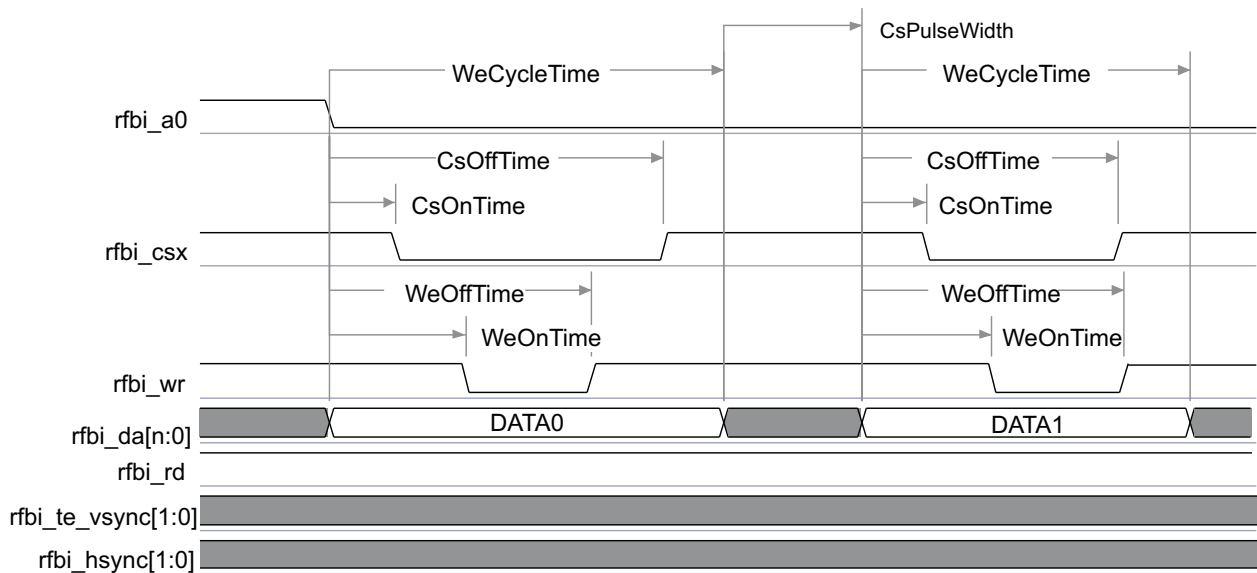 CsPulseWidth
WeCycleTime WeCycleTime
rfbi_a0
CsOffTime CsOffTime
CsOnTime CsOnTime
rfbi_csx
WeOffTime WeOffTime
WeOnTime WeOnTime
rfbi_wr
DATA0 DATA1
rfbi_da[n:0]
rfbi_rd
rfbi_te_vsync[1:0]
rfbi_hsync[1:0]